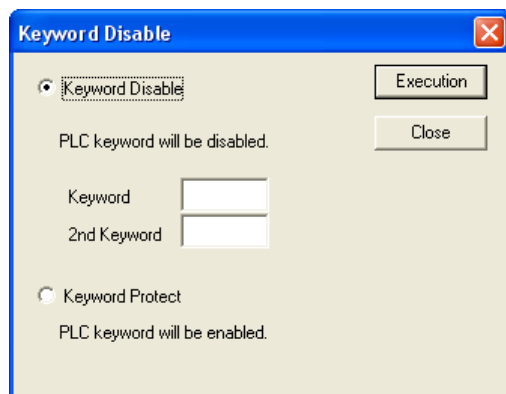 Keyword Disable
Keyword Disable
Execution
PLC keyword will be disabled.
Close
Keyword
2nd Keyword
Keyword Protect
PLC keyword will be enabled.